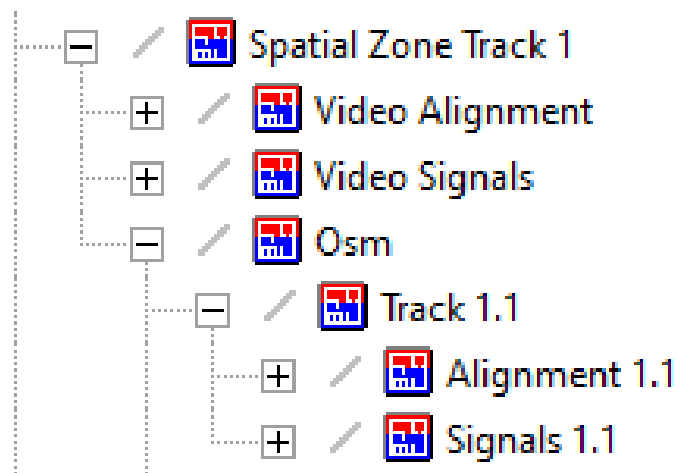 Spatial Zone Track 1
Video Alignment
Video Signals
Osm
Track 1.1
Alignment 1.1
Signals 1.1